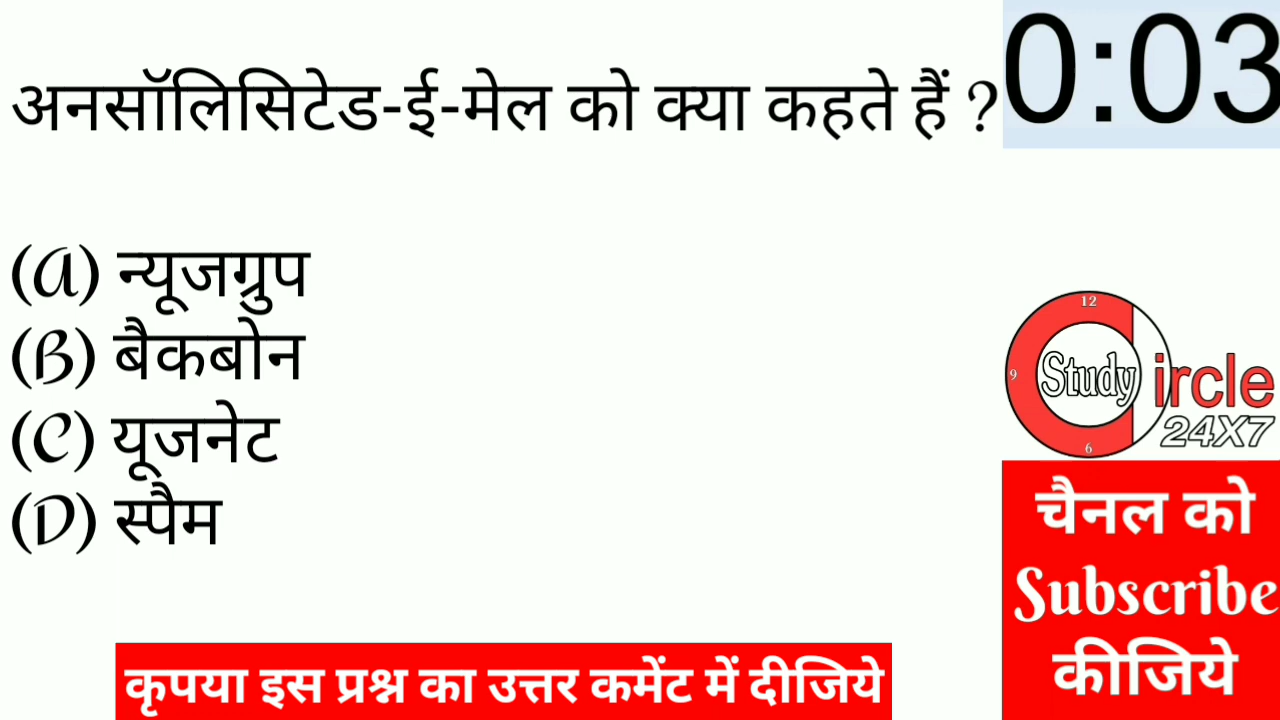 अनसॉलिसिटेड-ई-मेल को क्या कहते हैं ?
0:03
(A) न्यूजग्रुप
(B) बैकबोन
(C) यूजनेट
(D) स्पैम
12
9
Study Circle
24X7
6
चैनल को
Subscribe
कीजिये
कृपया इस प्रश्न का उत्तर कमेंट में दीजिये